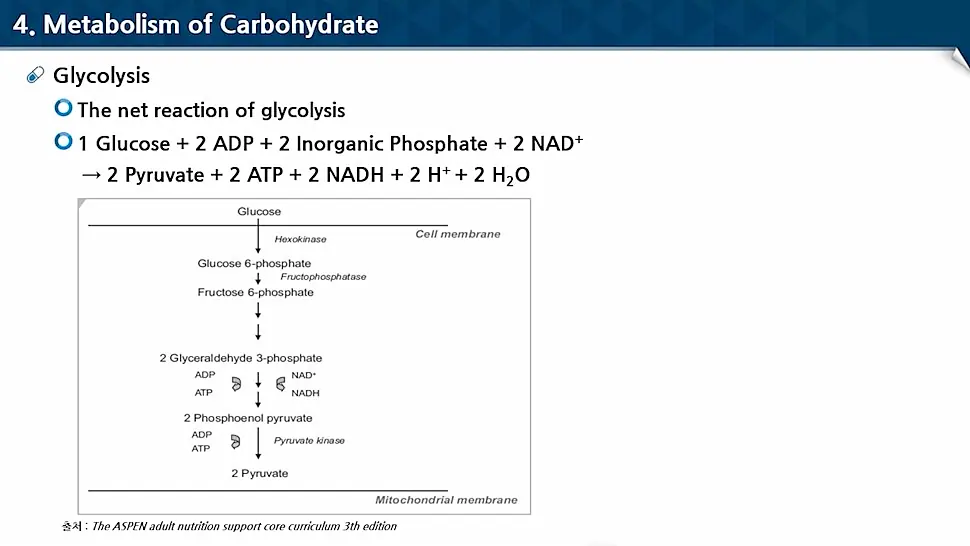 4. Metabolism of Carbohydrate
Glycolysis
The net reaction of glycolysis
1 Glucose + 2 ADP + 2 Inorganic Phosphate + 2 NAD⁺
→ 2 Pyruvate + 2 ATP + 2 NADH + 2 H⁺ + 2 H₂O
Glucose
Cell membrane
Hexokinase
Glucose 6-phosphate
Fructophosphatase
Fructose 6-phosphate
2 Glyceraldehyde 3-phosphate
ADP NAD⁺
ATP NADH
2 Phosphoenol pyruvate
ADP
Pyruvate kinase
ATP
2 Pyruvate
Mitochondrial membrane
출처 : The ASPEN adult nutrition support core curriculum 3th edition